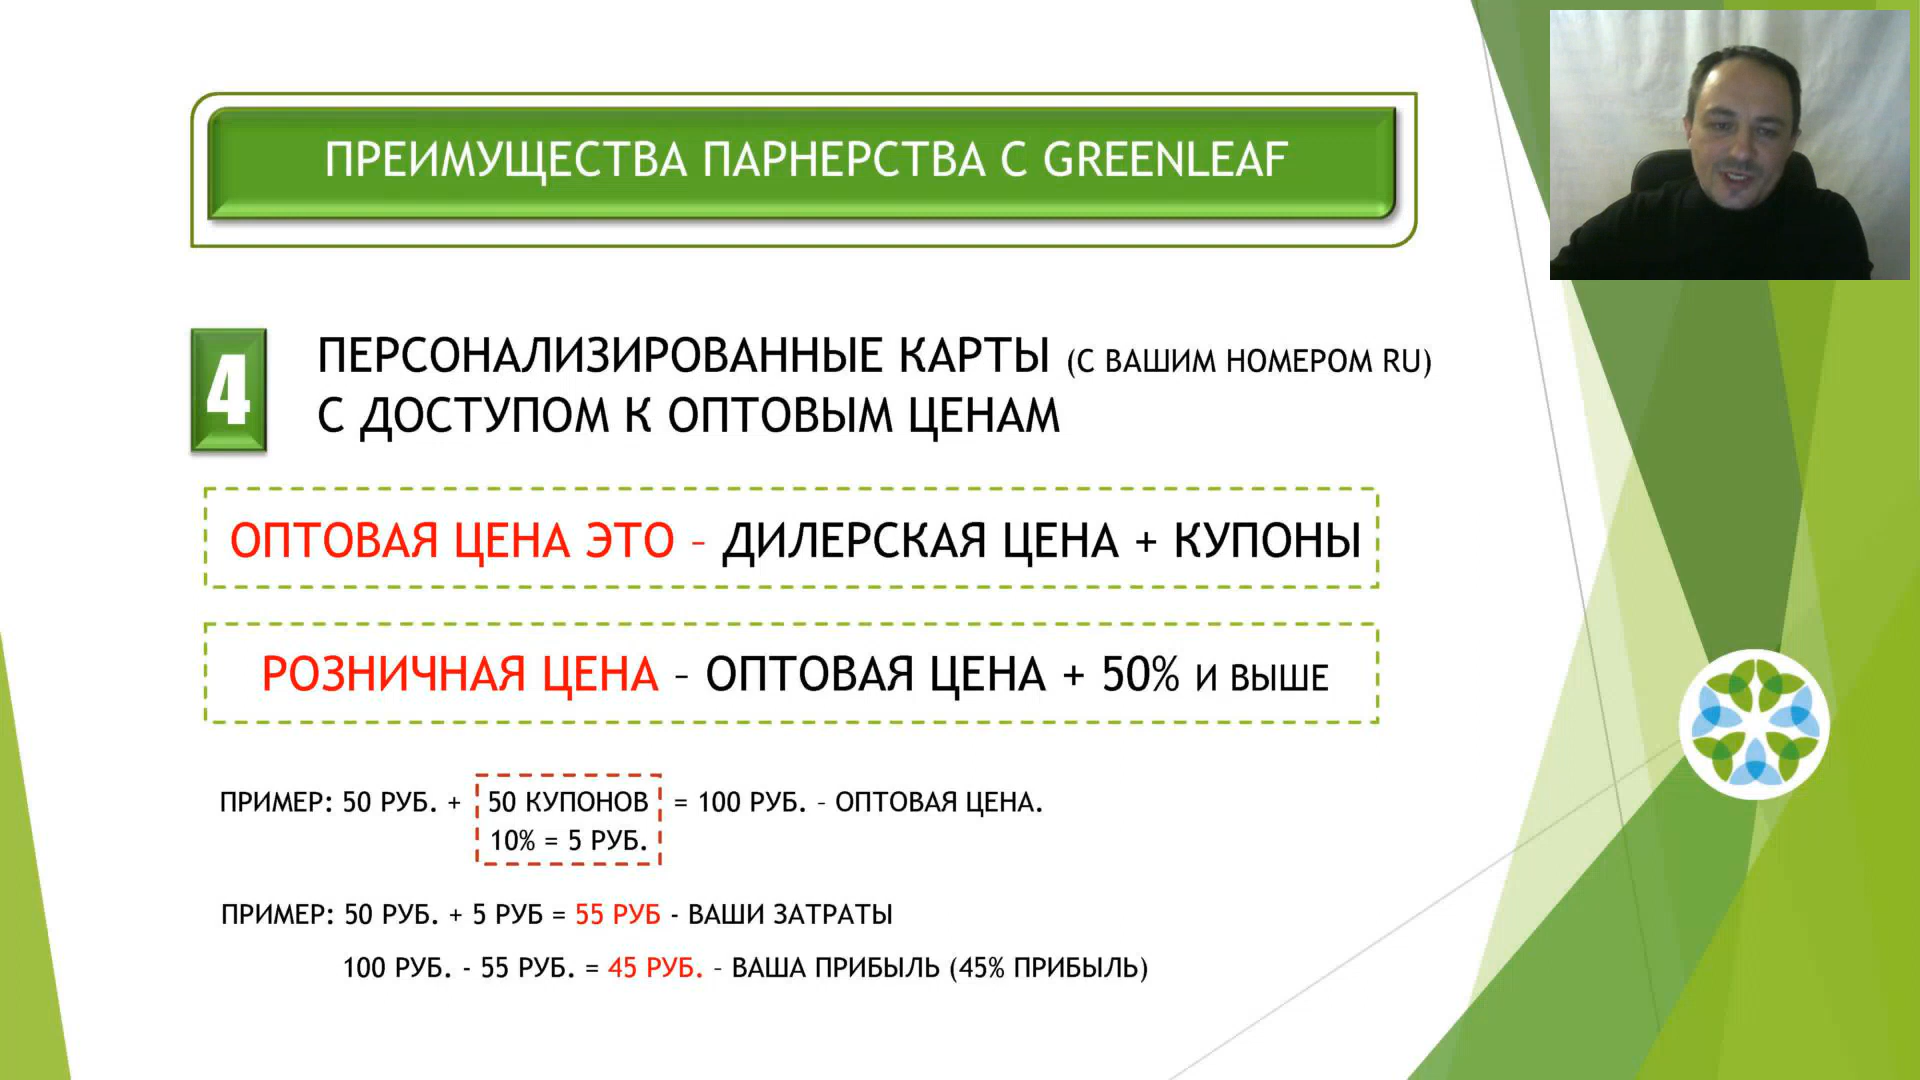 ПРЕИМУЩЕСТВА ПАРНЕРСТВА С GREENLEAF
4
ПЕРСОНАЛИЗИРОВАННЫЕ КАРТЫ (С ВАШИМ НОМЕРОМ RU)
С ДОСТУПОМ К ОПТОВЫМ ЦЕНАМ
ОПТОВАЯ ЦЕНА ЭТО – ДИЛЕРСКАЯ ЦЕНА + КУПОНЫ
РОЗНИЧНАЯ ЦЕНА – ОПТОВАЯ ЦЕНА + 50% И ВЫШЕ
ПРИМЕР: 50 РУБ. + 50 КУПОНОВ = 100 РУБ. – ОПТОВАЯ ЦЕНА.
10% = 5 РУБ.
ПРИМЕР: 50 РУБ. + 5 РУБ = 55 РУБ - ВАШИ ЗАТРАТЫ
100 РУБ. - 55 РУБ. = 45 РУБ. – ВАША ПРИБЫЛЬ (45% ПРИБЫЛЬ)